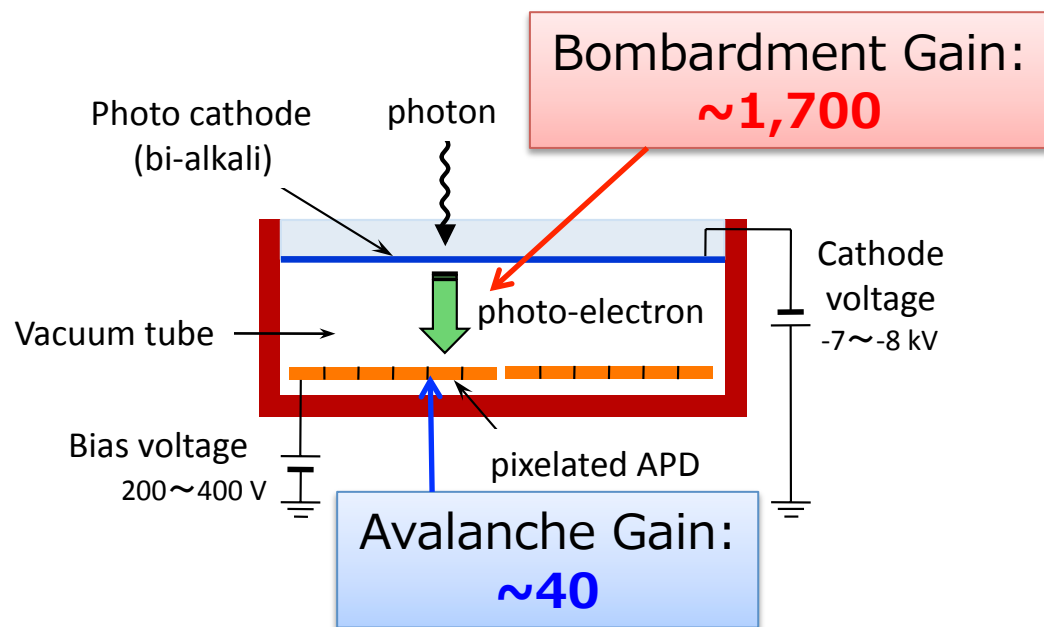 Bombardment Gain:
~1,700
Photo cathode
(bi-alkali)
photon
Cathode
voltage
-7～-8 kV
photo-electron
Vacuum tube
Bias voltage
200～400 V
pixelated APD
Avalanche Gain:
~40